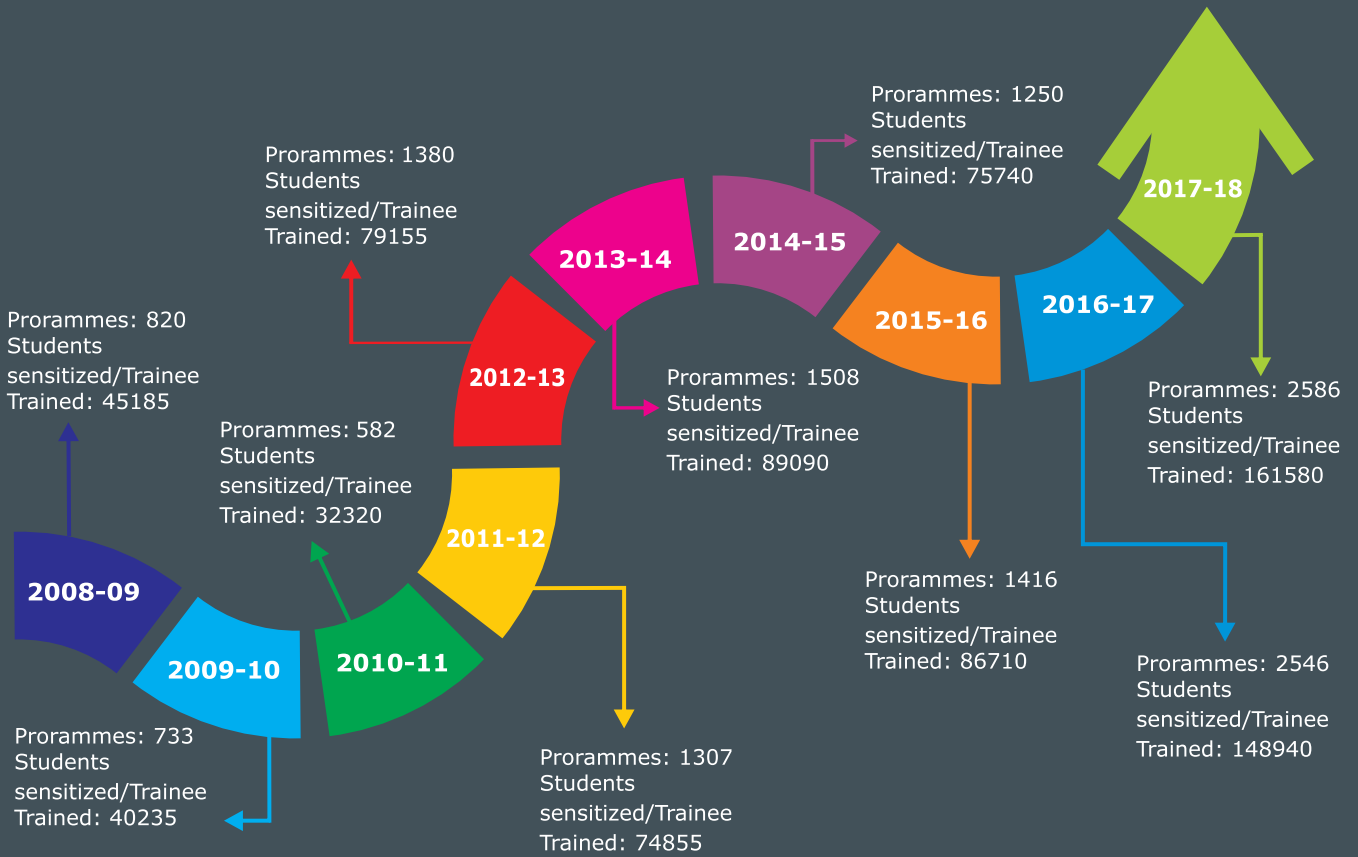 2008-09
Prorammes: 820
Students
sensitized/Trainee
Trained: 45185
2009-10
Prorammes: 733
Students
sensitized/Trainee
Trained: 40235
2010-11
Prorammes: 582
Students
sensitized/Trainee
Trained: 32320
2011-12
Prorammes: 1307
Students
sensitized/Trainee
Trained: 74855
2012-13
Prorammes: 1380
Students
sensitized/Trainee
Trained: 79155
2013-14
Prorammes: 1508
Students
sensitized/Trainee
Trained: 89090
2014-15
Prorammes: 1250
Students
sensitized/Trainee
Trained: 75740
2015-16
Prorammes: 1416
Students
sensitized/Trainee
Trained: 86710
2016-17
Prorammes: 2546
Students
sensitized/Trainee
Trained: 148940
2017-18
Prorammes: 2586
Students
sensitized/Trainee
Trained: 161580